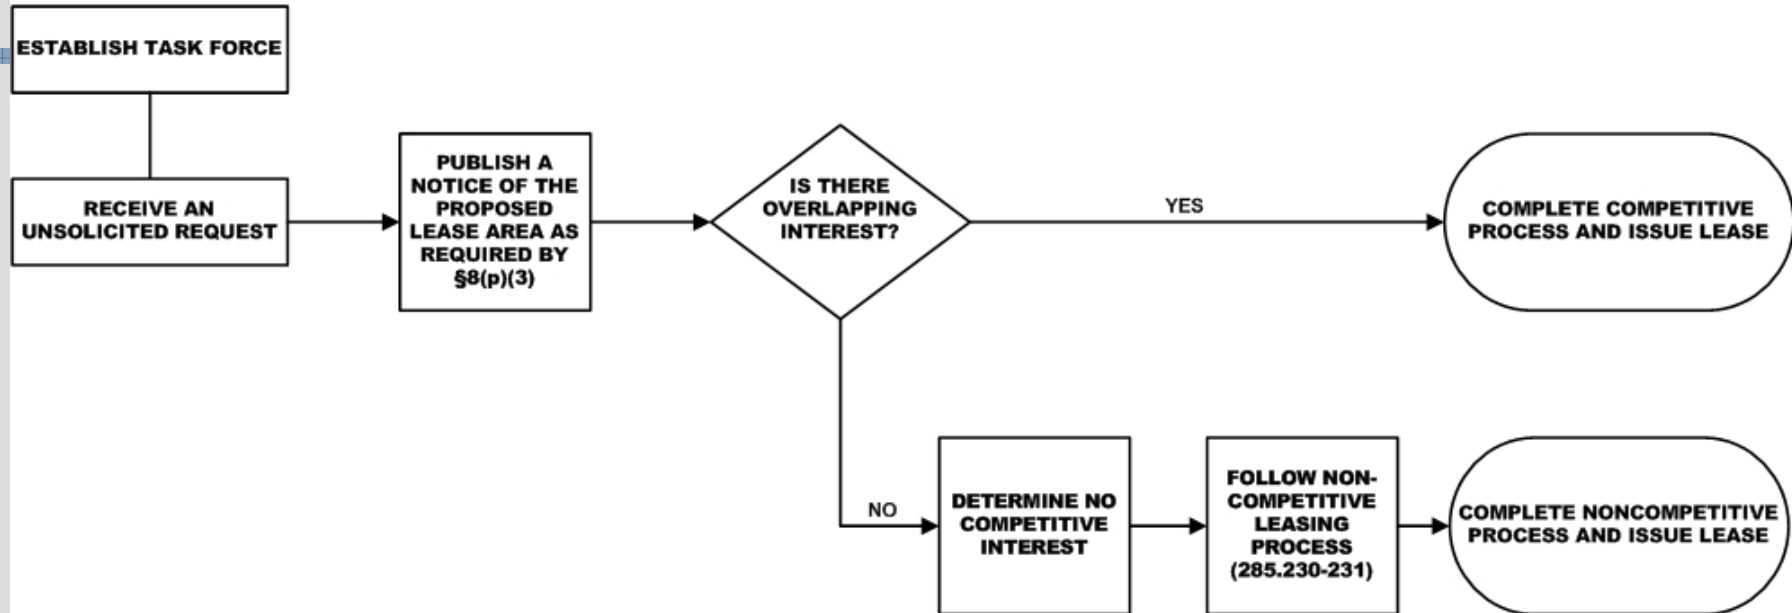 ESTABLISH TASK FORCE
RECEIVE AN
UNSOLICITED REQUEST
PUBLISH A
NOTICE OF THE
PROPOSED
LEASE AREA AS
REQUIRED BY
§8(p)(3)
IS THERE
OVERLAPPING
INTEREST?
YES
COMPLETE COMPETITIVE
PROCESS AND ISSUE LEASE
NO
DETERMINE NO
COMPETITIVE
INTEREST
FOLLOW NON-
COMPETITIVE
LEASING
PROCESS
(285.230-231)
COMPLETE NONCOMPETITIVE
PROCESS AND ISSUE LEASE